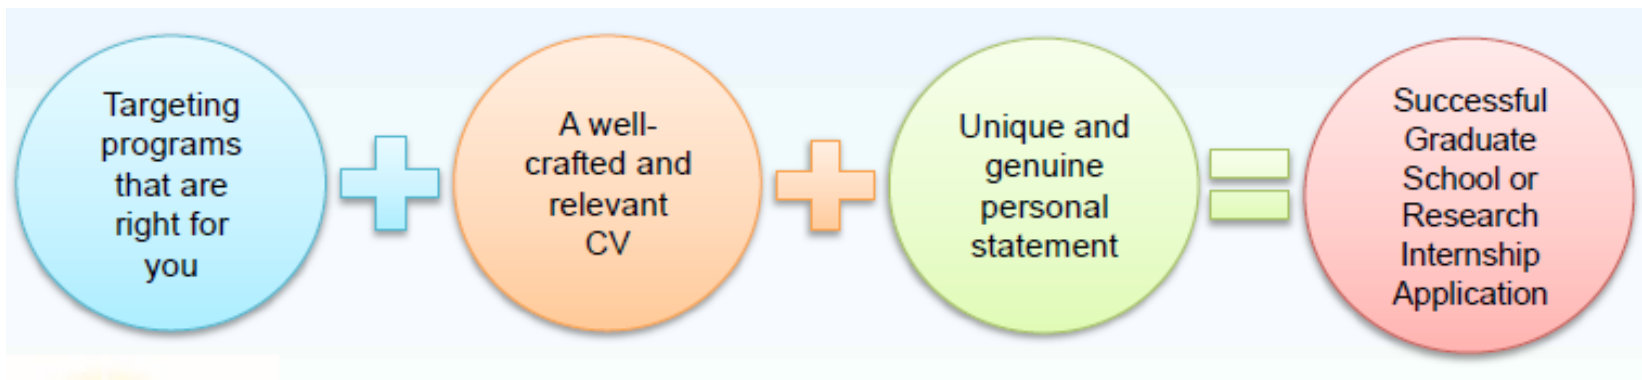 Targeting
programs
that are
right for
you
A well-
crafted and
relevant
CV
Unique and
genuine
personal
statement
Successful
Graduate
School or
Research
Internship
Application